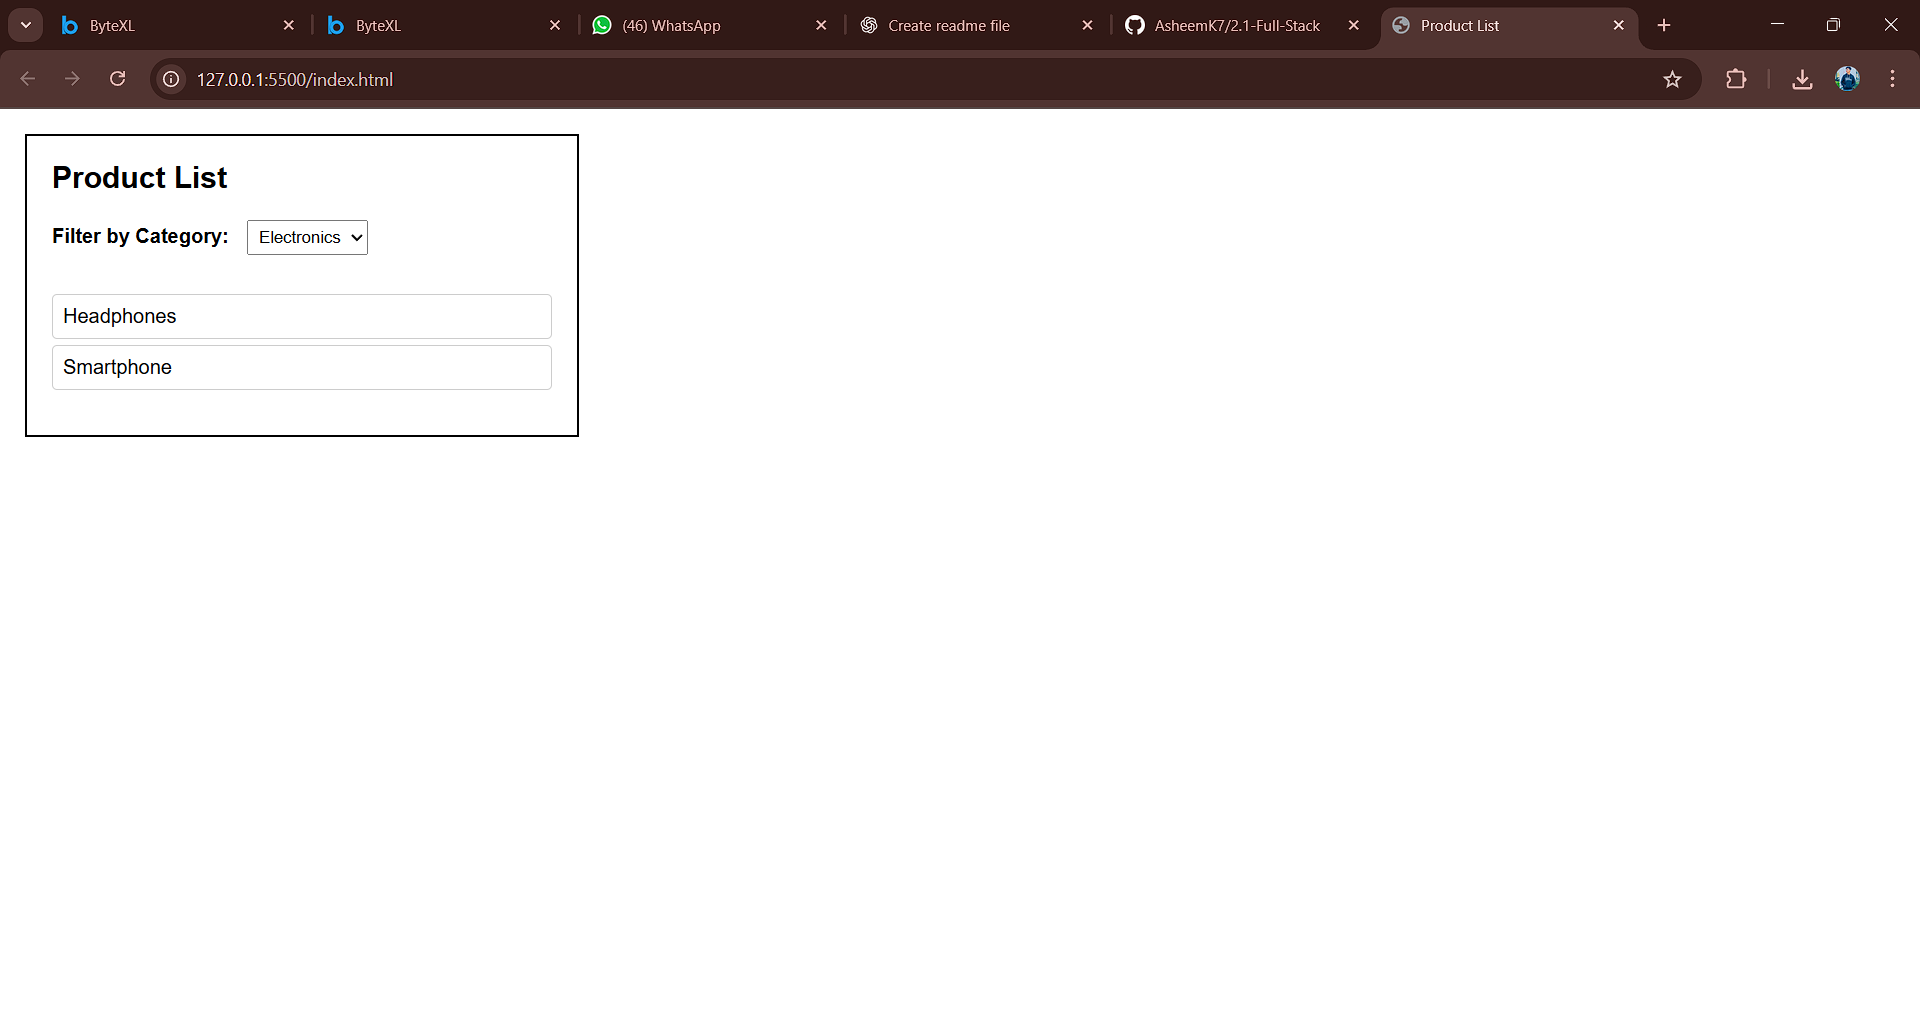 ByteXL
ByteXL
(46) WhatsApp
Create readme file
AsheemK7/2.1-Full-Stack
Product List
127.0.0.1:5500/index.html
Product List
Filter by Category: Electronics
Headphones
Smartphone